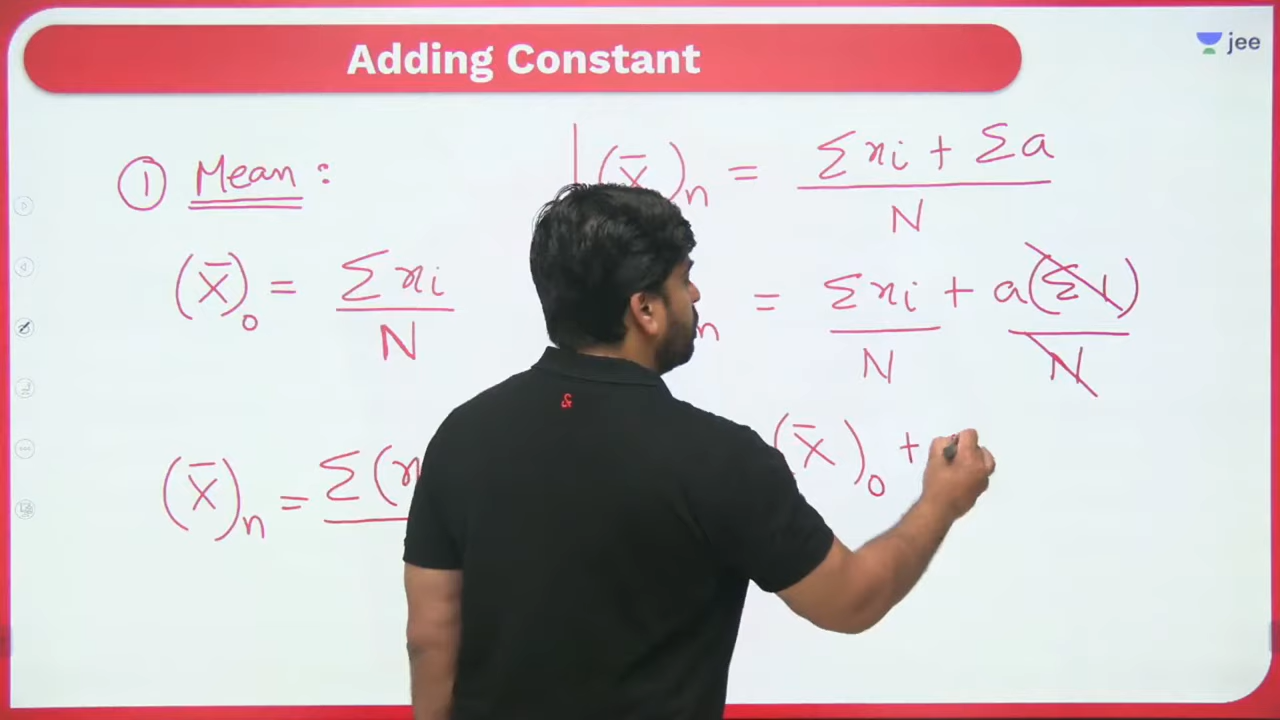 Adding Constant
jee
① Mean :
(x̄)₀ = Σxi / N
(x̄)n = Σ(x
(x̄)n = Σxi + Σa / N
n = Σxi / N + a(Σ1) / N
(x̄)₀ +